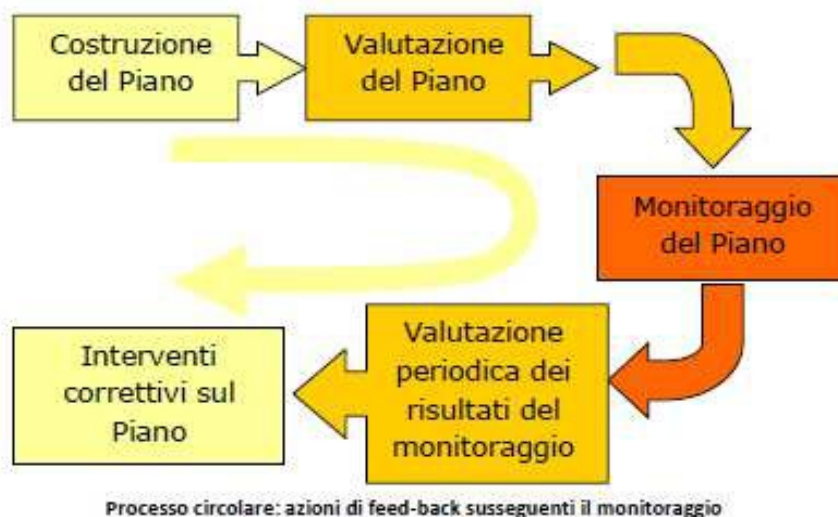 Costruzione
del Piano
Valutazione
del Piano
Monitoraggio
del Piano
Valutazione
periodica dei
risultati del
monitoraggio
Interventi
correttivi sul
Piano
Processo circolare: azioni di feed-back susseguenti il monitoraggio